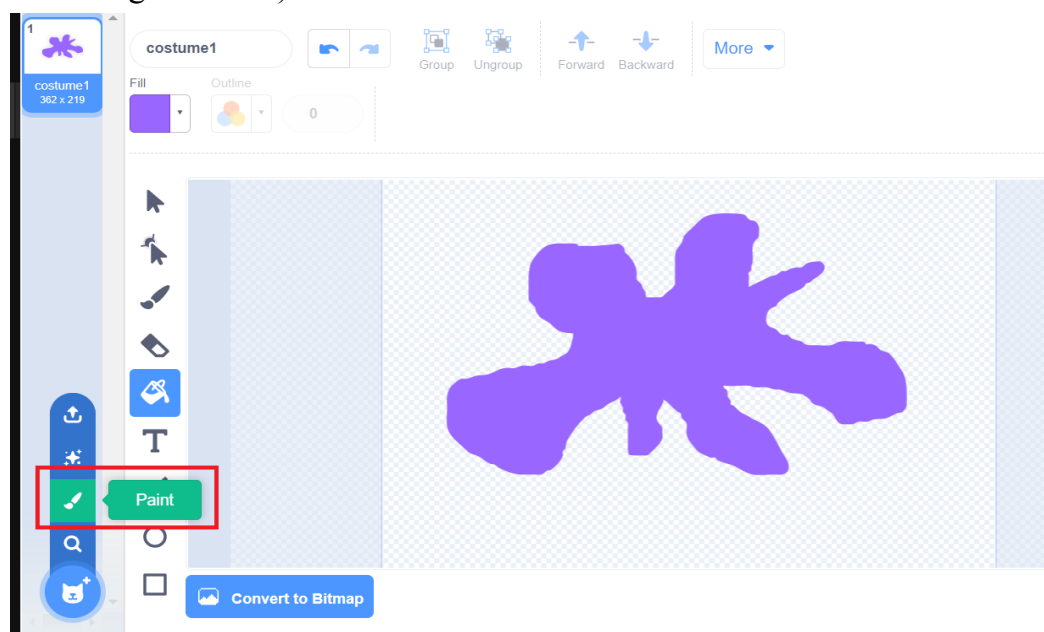 1
costume1
362 x 219
costume1
Group
Ungroup
Forward
Backward
More
Fill
Outline
0
T
Paint
Convert to Bitmap